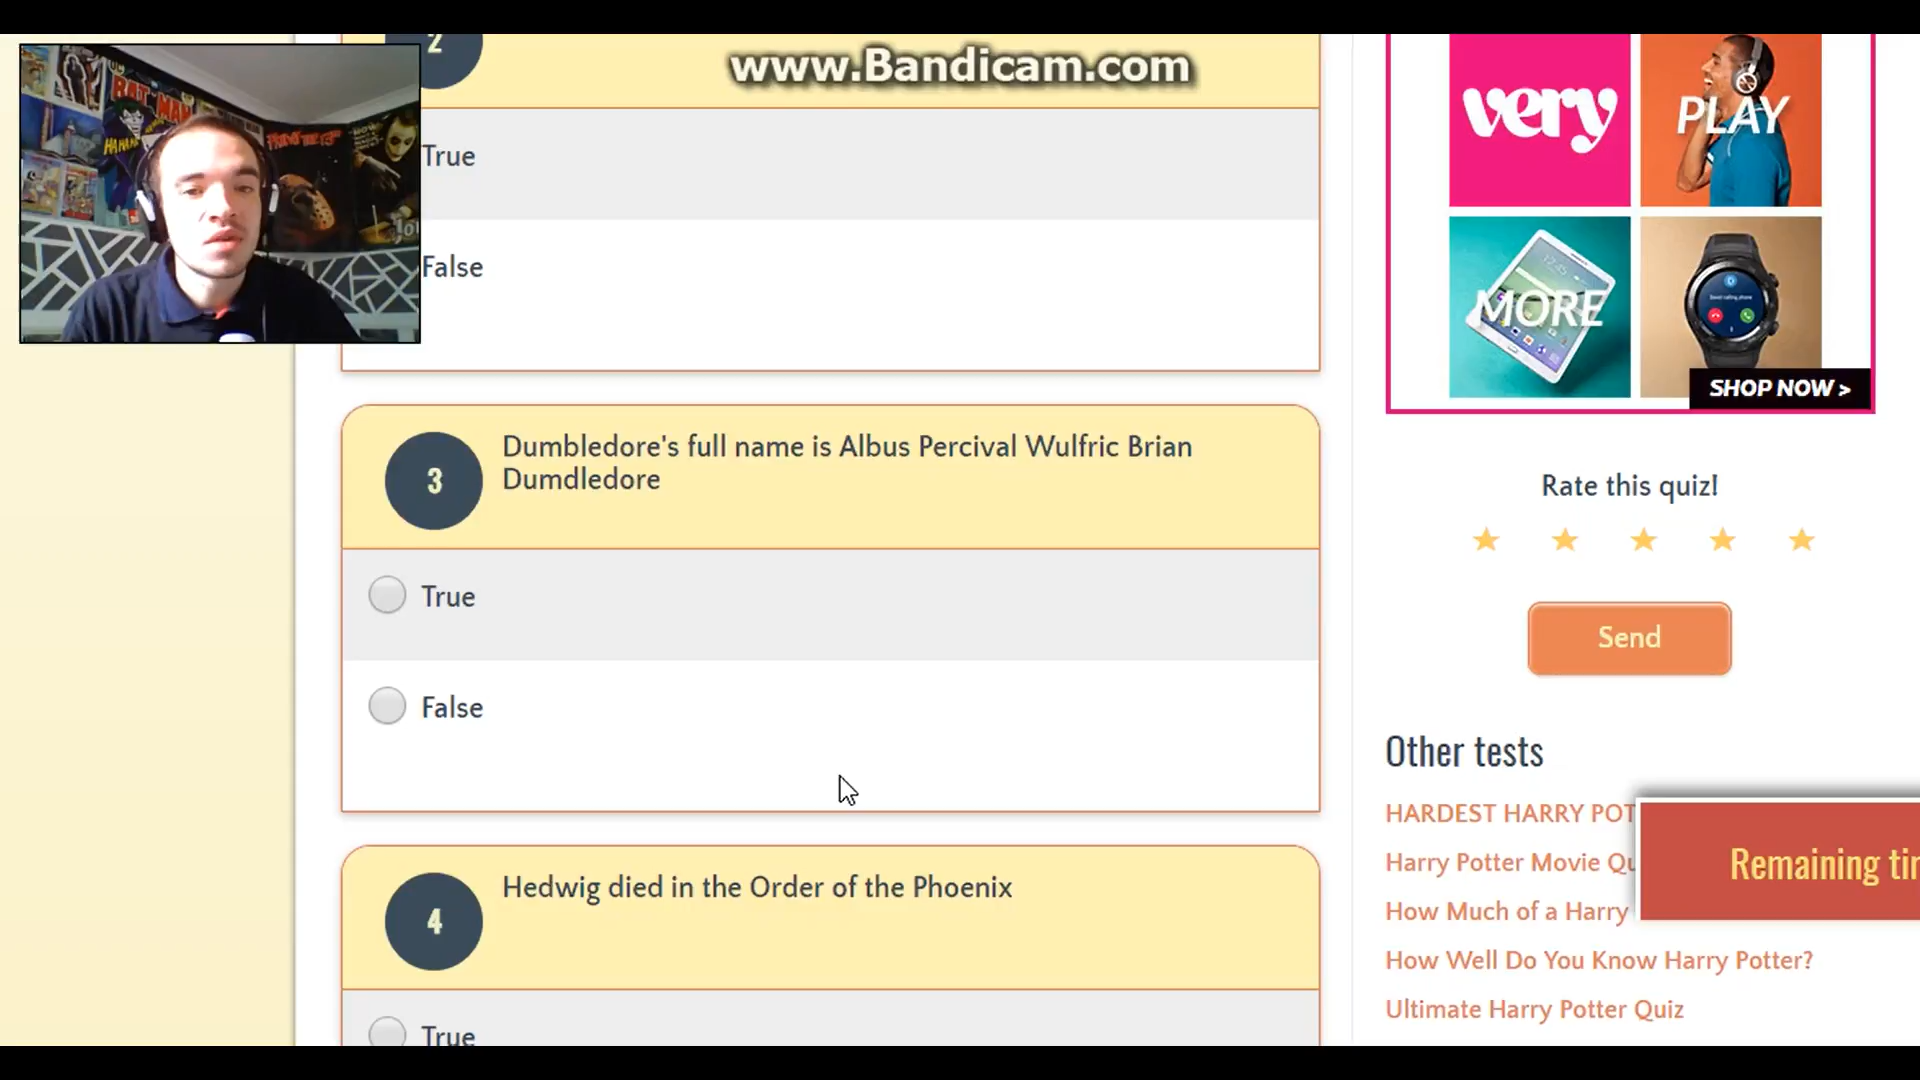 www.Bandicam.com
2
True
False
3
Dumbledore's full name is Albus Percival Wulfric Brian
Dumdledore
True
False
4
Hedwig died in the Order of the Phoenix
True
very
PLAY
MORE
SHOP NOW >
Rate this quiz!
Send
Other tests
HARDEST HARRY POT
Harry Potter Movie Qu
How Much of a Harry
How Well Do You Know Harry Potter?
Ultimate Harry Potter Quiz
Remaining tir
BATMAN